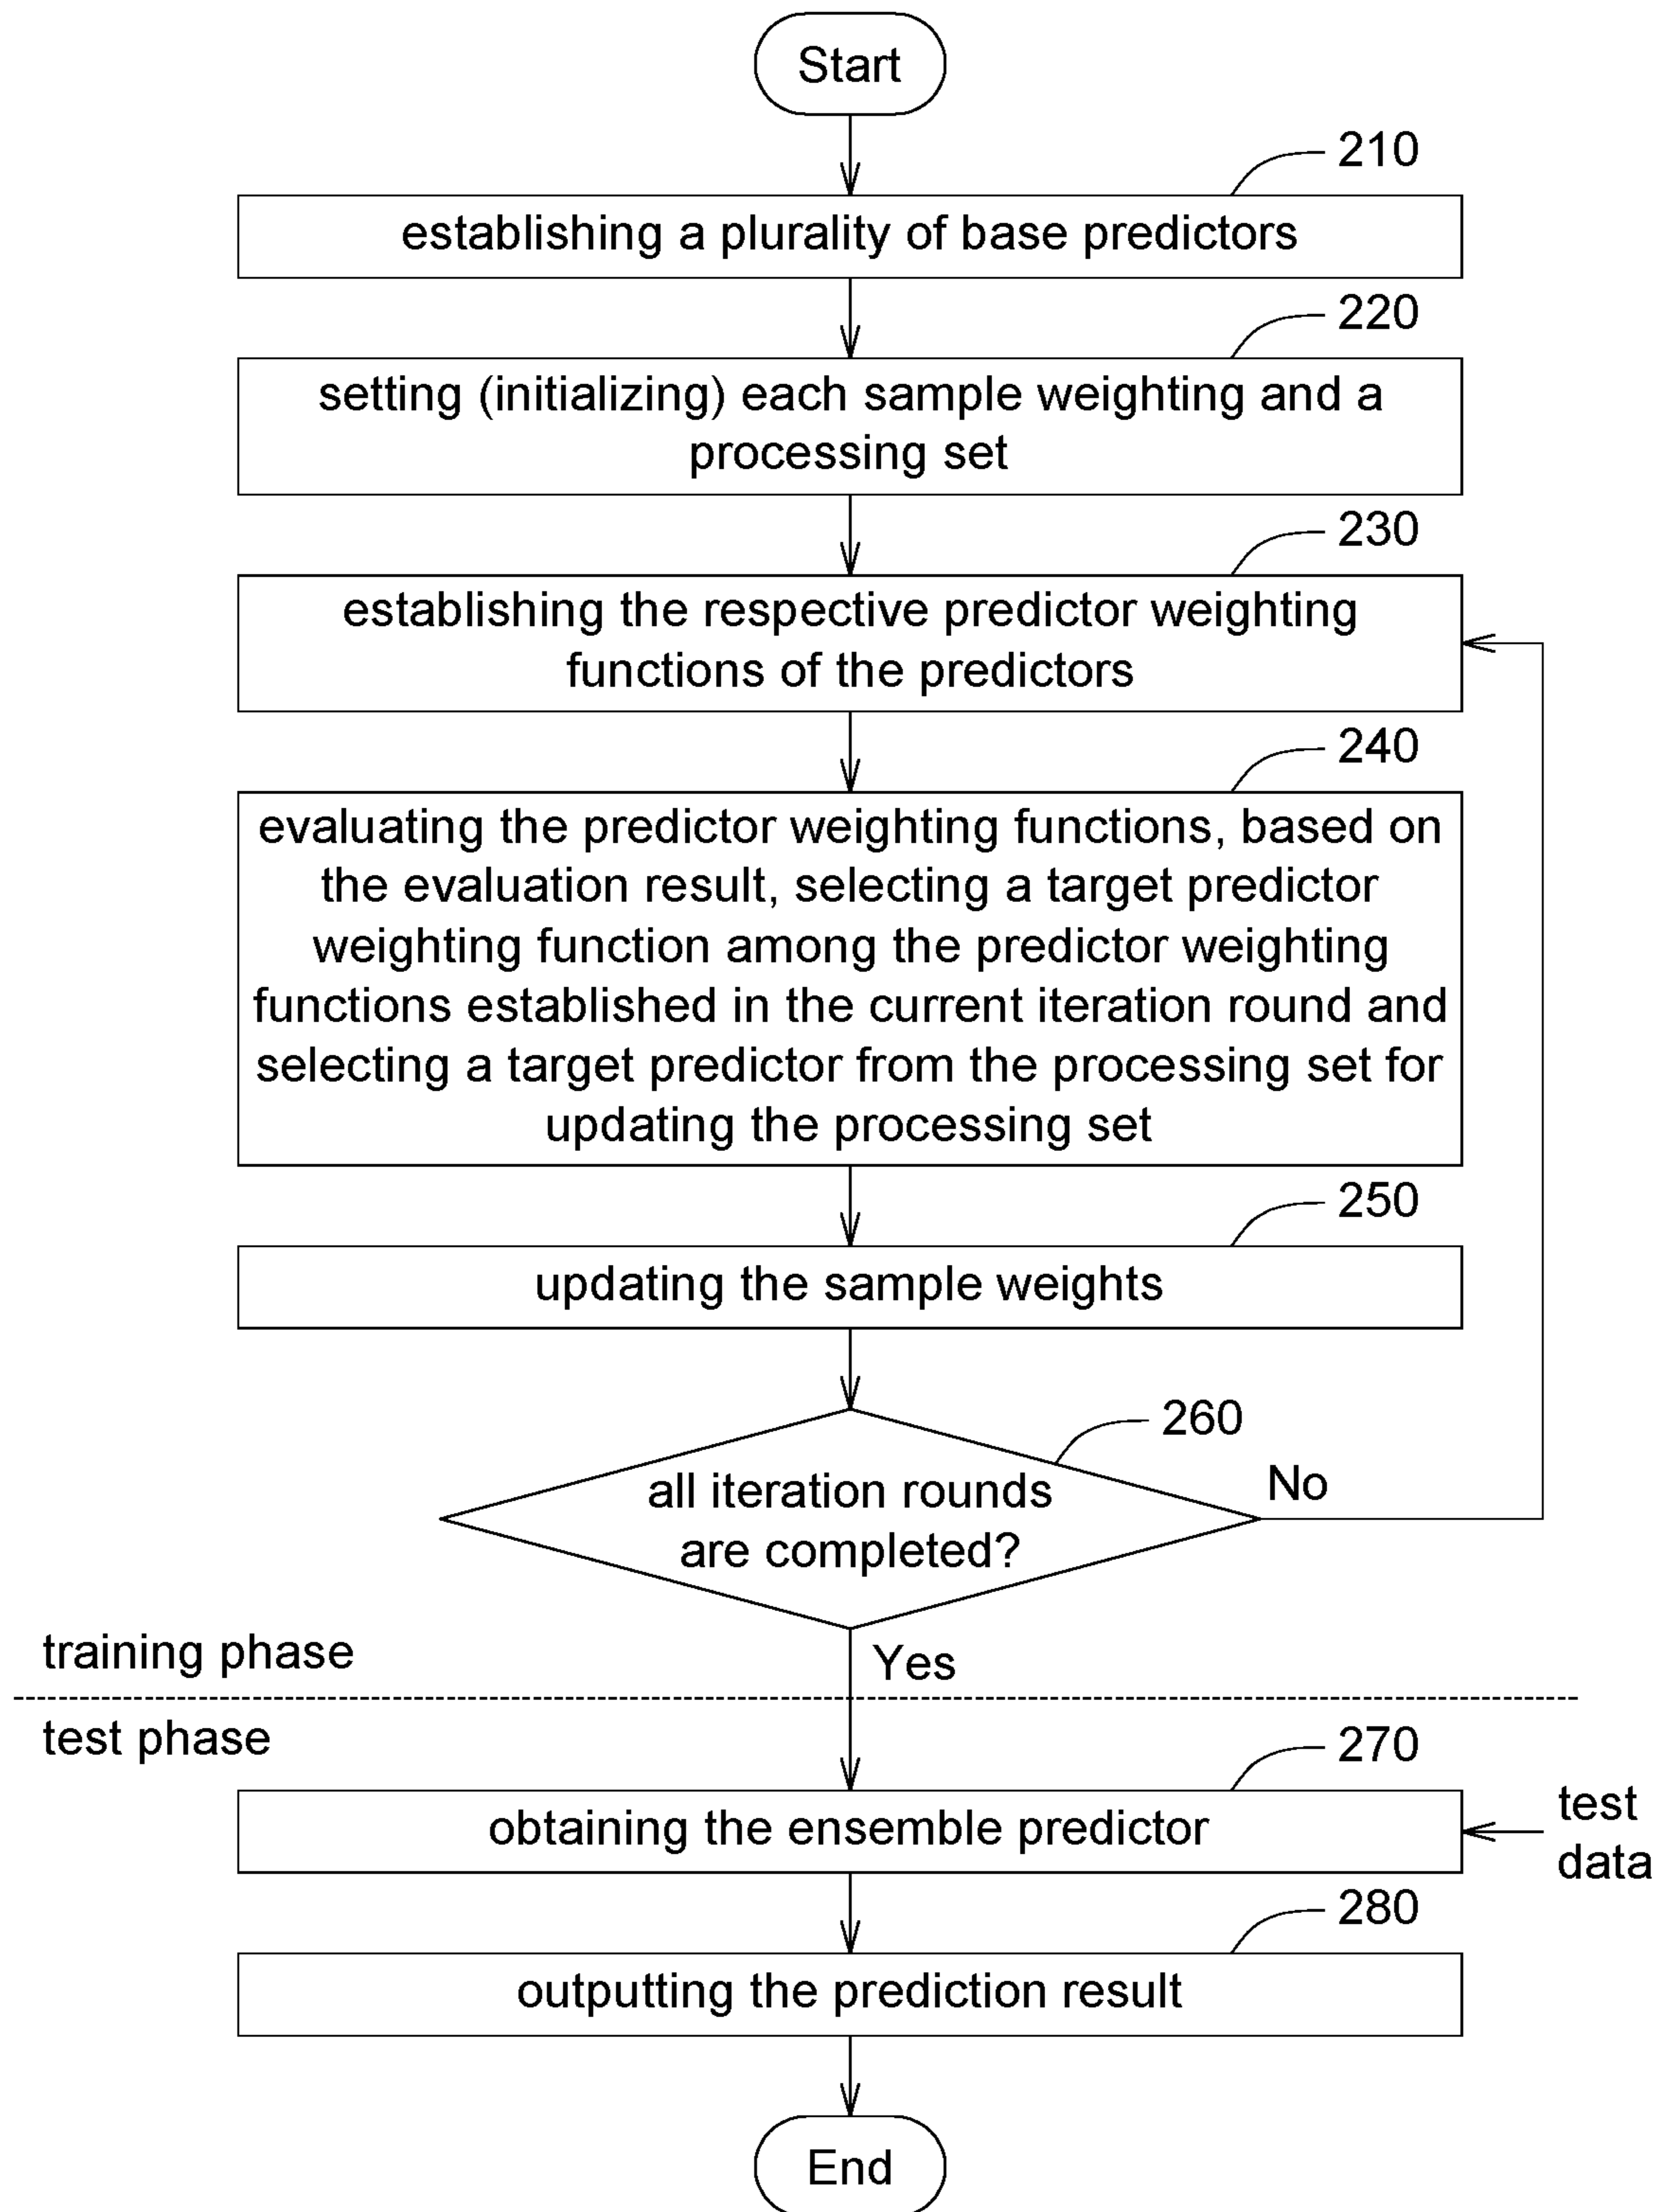 Start
210
establishing a plurality of base predictors
220
setting (initializing) each sample weighting and a
processing set
230
establishing the respective predictor weighting
functions of the predictors
240
evaluating the predictor weighting functions, based on
the evaluation result, selecting a target predictor
weighting function among the predictor weighting
functions established in the current iteration round and
selecting a target predictor from the processing set for
updating the processing set
250
updating the sample weights
260
all iteration rounds
are completed?
No
training phase
Yes
test phase
270
obtaining the ensemble predictor
test
data
280
outputting the prediction result
End